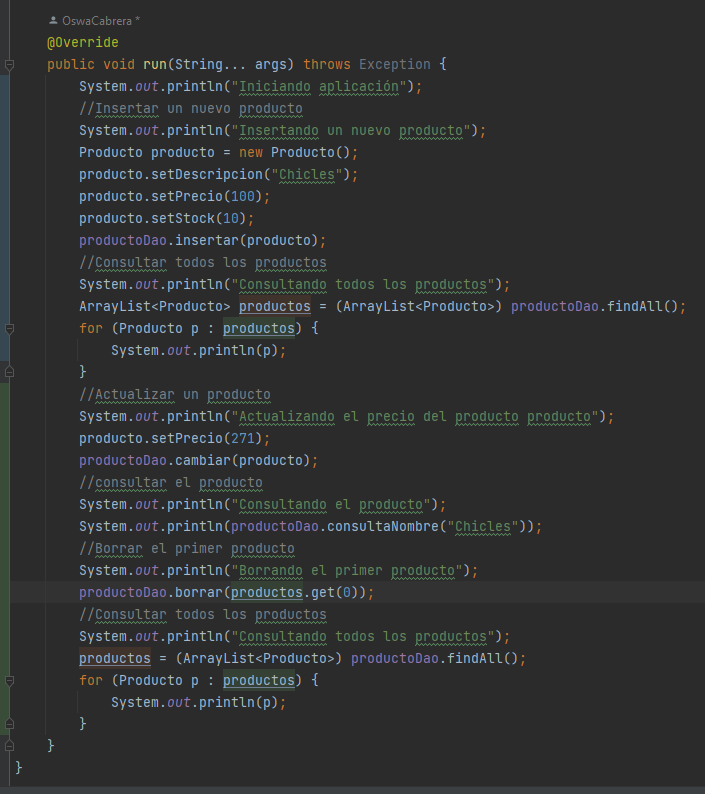 OswaCabrera *
@Override
public void run(String... args) throws Exception {
System.out.println("Iniciando aplicación");
//Insertar un nuevo producto
System.out.println("Insertando un nuevo producto");
Producto producto = new Producto();
producto.setDescripcion("Chicles");
producto.setPrecio(100);
producto.setStock(10);
productoDao.insertar(producto);
//Consultar todos los productos
System.out.println("Consultando todos los productos");
ArrayList<Producto> productos = (ArrayList<Producto>) productoDao.findAll();
for (Producto p : productos) {
System.out.println(p);
}
//Actualizar un producto
System.out.println("Actualizando el precio del producto producto");
producto.setPrecio(271);
productoDao.cambiar(producto);
//consultar el producto
System.out.println("Consultando el producto");
System.out.println(productoDao.consultaNombre("Chicles"));
//Borrar el primer producto
System.out.println("Borrando el primer producto");
productoDao.borrar(productos.get(0));
//Consultar todos los productos
System.out.println("Consultando todos los productos");
productos = (ArrayList<Producto>) productoDao.findAll();
for (Producto p : productos) {
System.out.println(p);
}
}
}